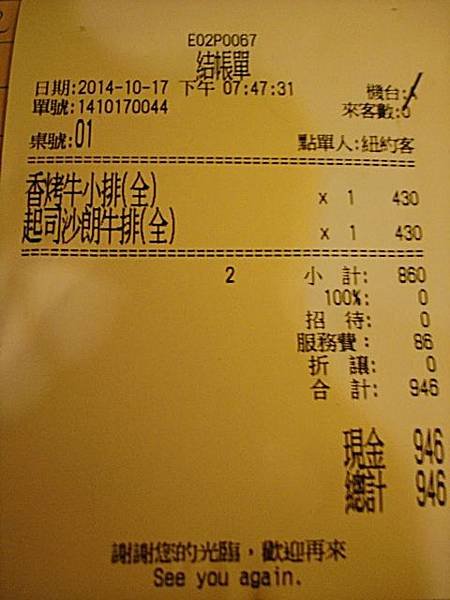 E02P0067
結帳單
日期:2014-10-17 下午 07:47:31 機台:A
單號:1410170044 來客數:0
桌號:01 點單人:紐約客
香烤牛小排(全) x 1 430
起司沙朗牛排(全) x 1 430
2 小 計: 860
100%: 0
招 待: 0
服務費: 86
折 讓: 0
合 計: 946
現金 946
總計 946
謝謝您的光臨，歡迎再來
See you again.